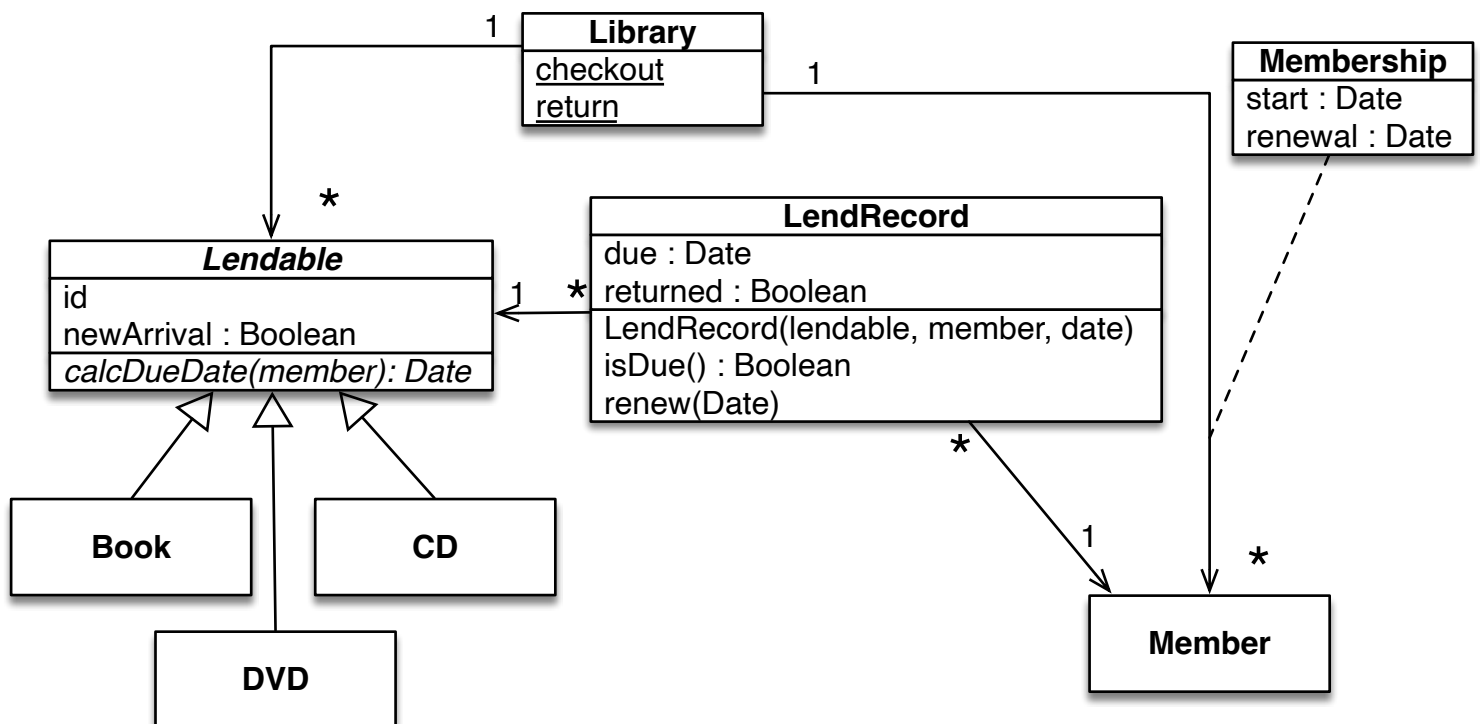 1
Library
checkout
return
1
Membership
start : Date
renewal : Date
*
Lendable
id
newArrival : Boolean
calcDueDate(member): Date
1
*
LendRecord
due : Date
returned : Boolean
LendRecord(lendable, member, date)
isDue() : Boolean
renew(Date)
*
1
*
Book
CD
DVD
Member